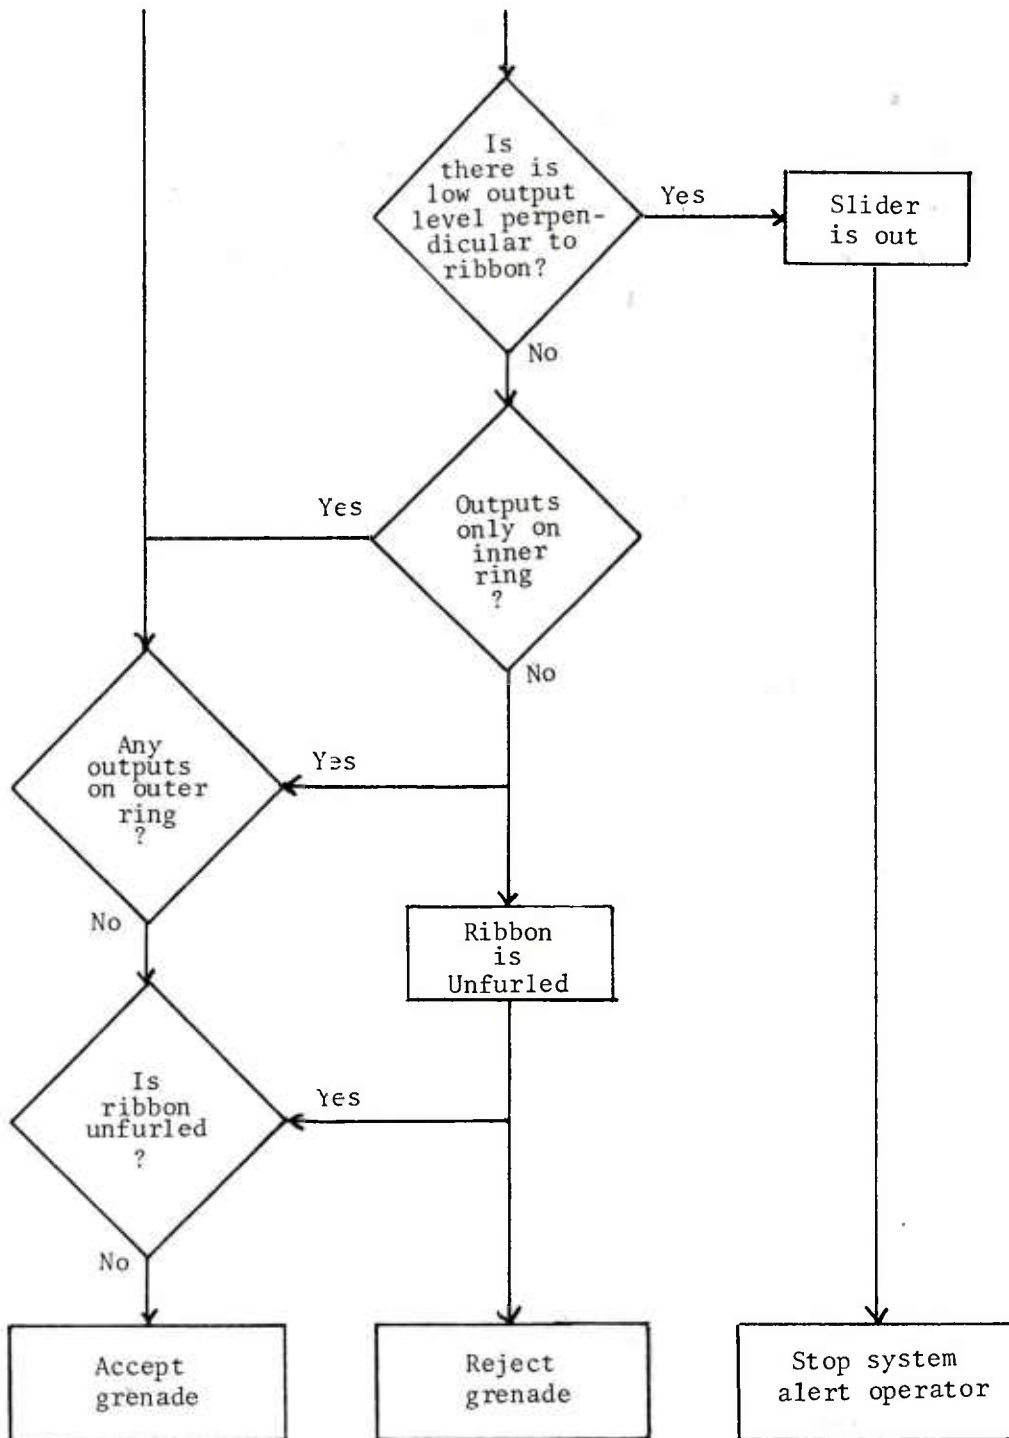 Is
there is
low output
level perpen-
dicular to
ribbon?
Yes
Slider
is out
No
Outputs
only on
inner
ring
?
Yes
No
Any
outputs
on outer
ring
?
Yes
No
Ribbon
is
Unfurled
Is
ribbon
unfurled
?
Yes
No
Accept
grenade
Reject
grenade
Stop system
alert operator